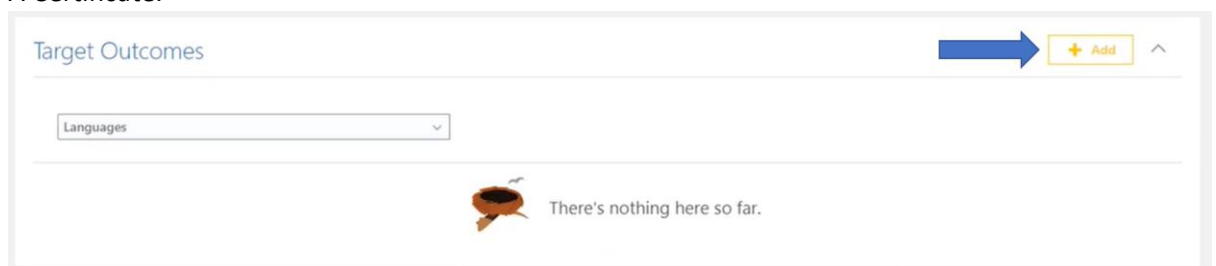 Target Outcomes
+ Add
Languages
There's nothing here so far.